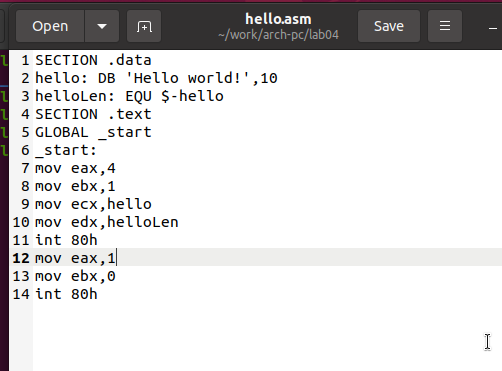 Open
hello.asm
~/work/arch-pc/lab04
Save
1 SECTION .data
2 hello: DB 'Hello world!',10
3 helloLen: EQU $-hello
4 SECTION .text
5 GLOBAL _start
6 _start:
7 mov eax,4
8 mov ebx,1
9 mov ecx,hello
10 mov edx,helloLen
11 int 80h
12 mov eax,1
13 mov ebx,0
14 int 80h